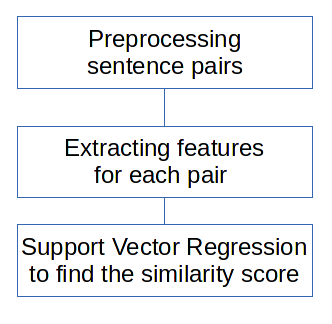 Preprocessing
sentence pairs
Extracting features
for each pair
Support Vector Regression
to find the similarity score